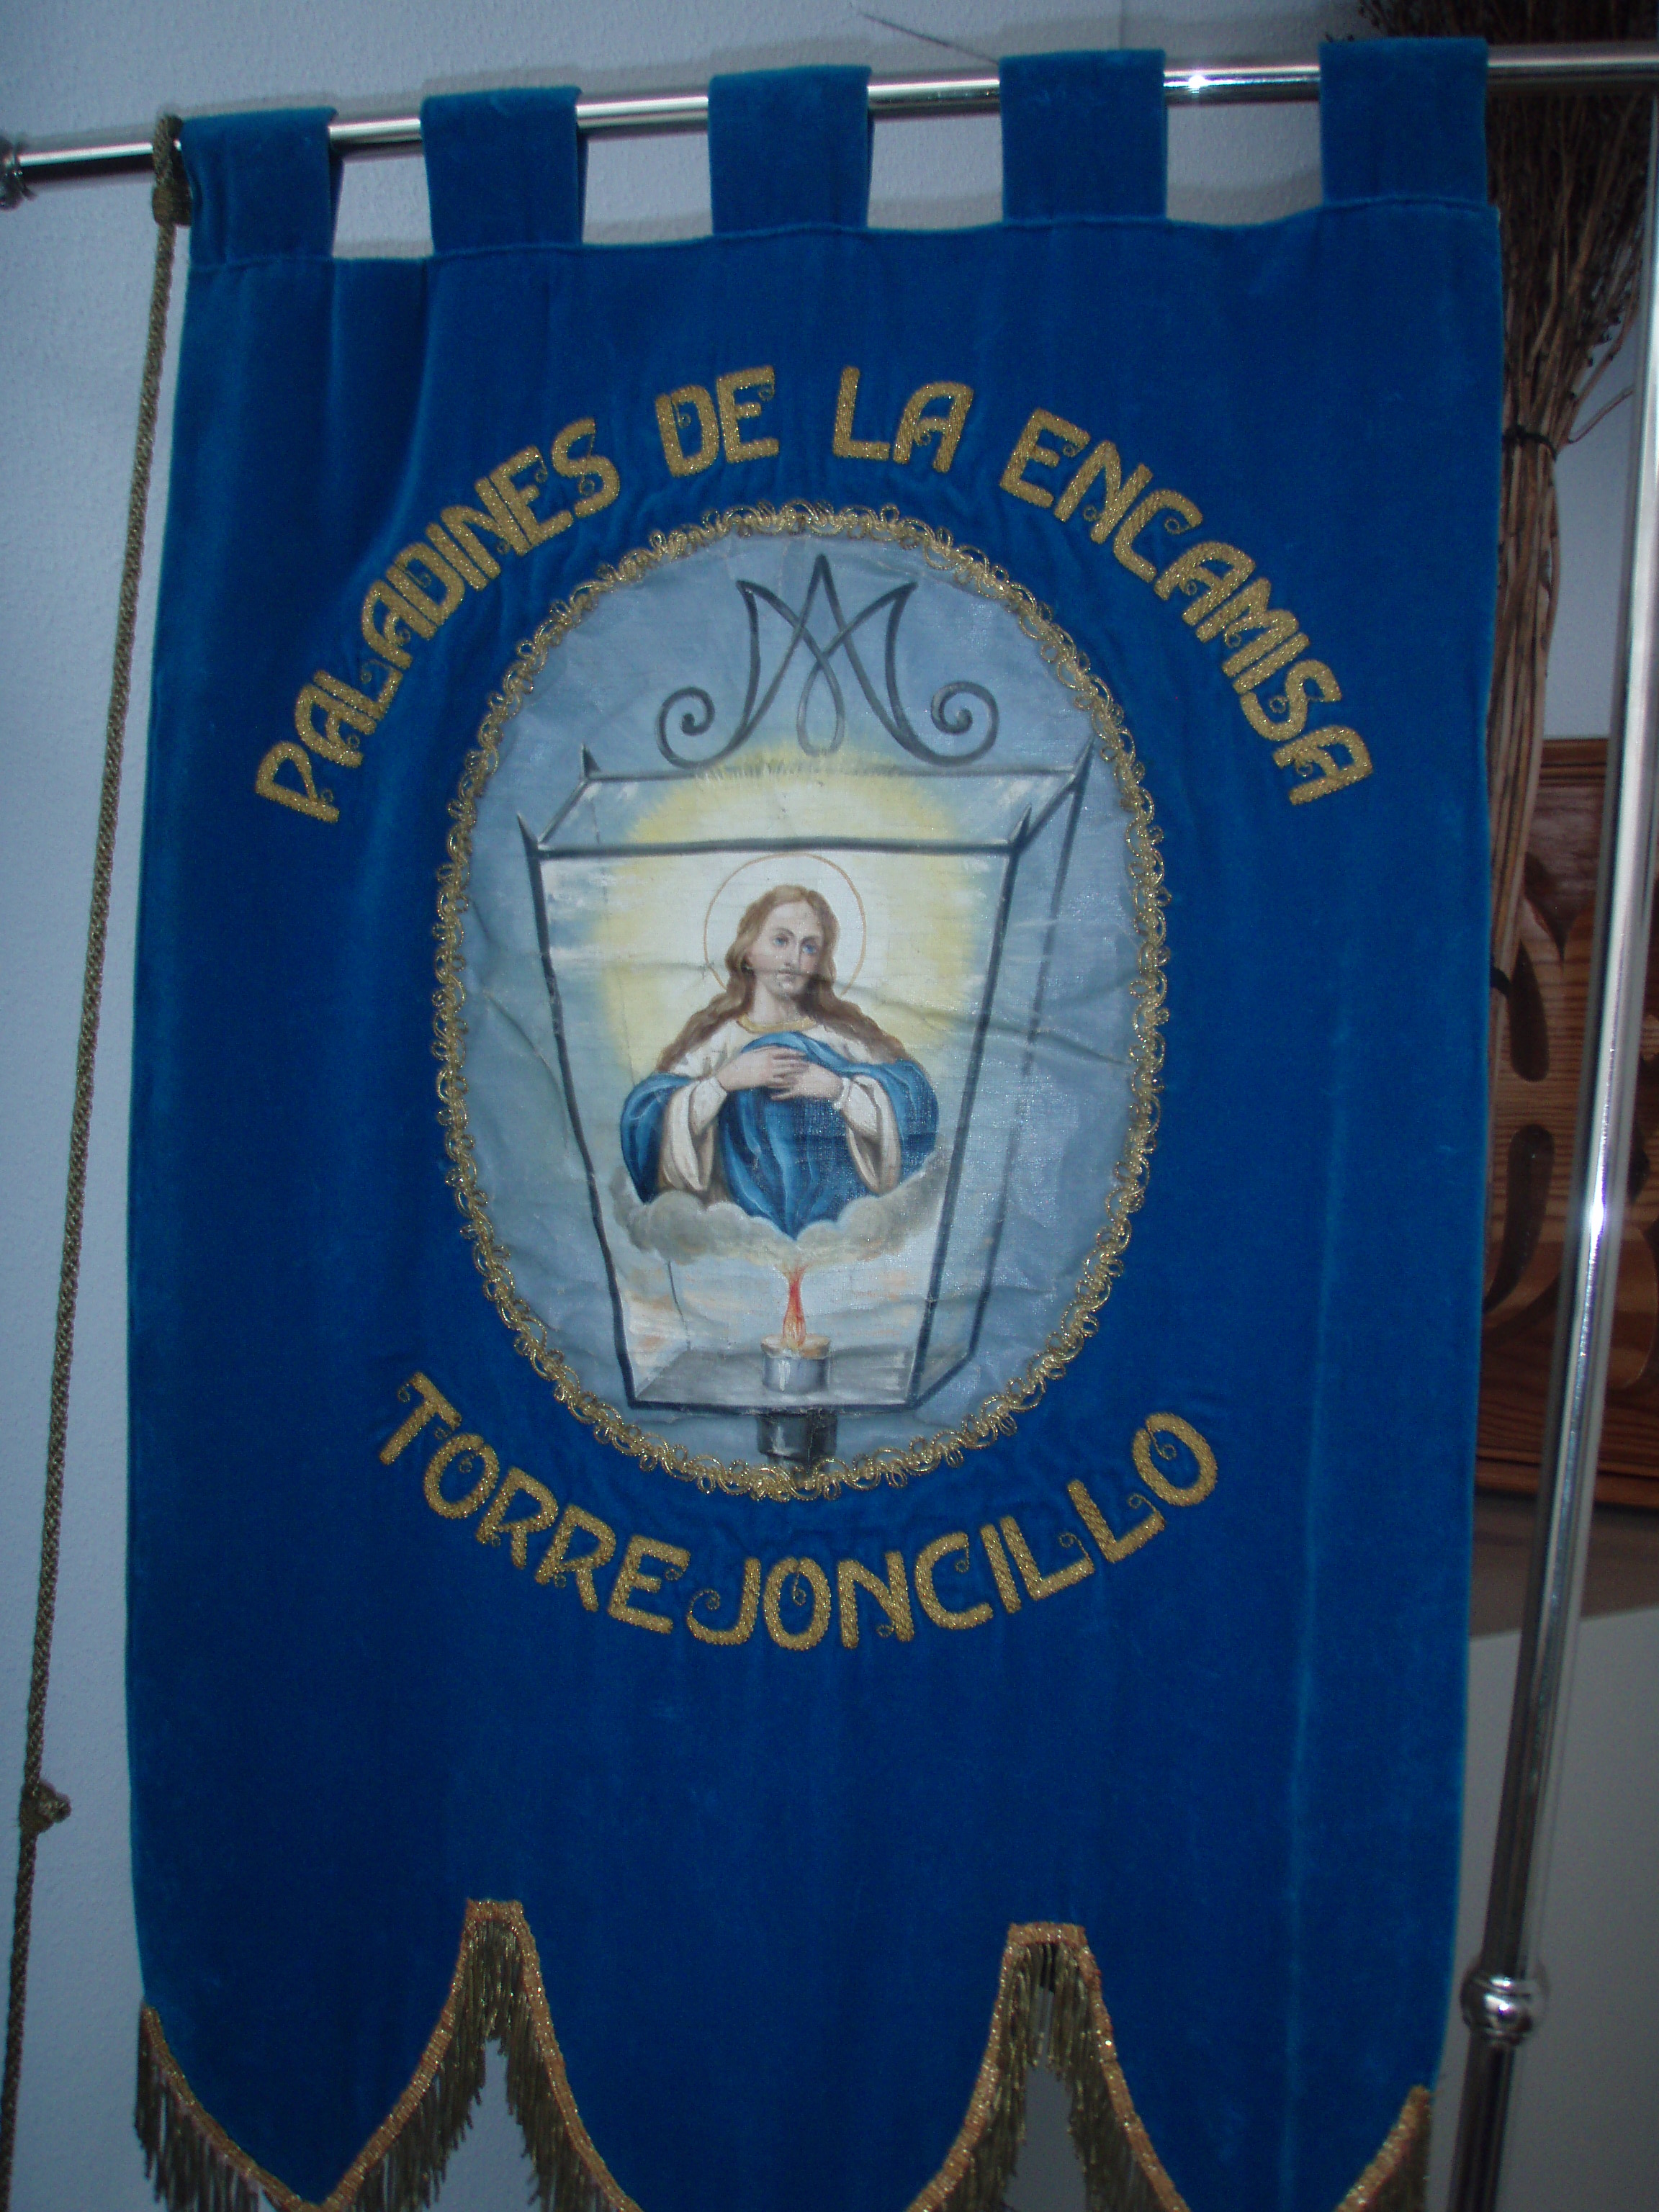 PALADINES DE LA ENCAMISA
TORREJONCILLO